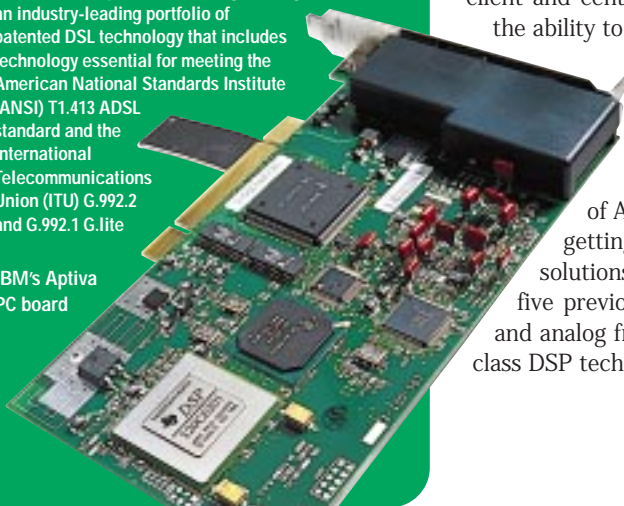 an industry-leading portfolio of
patented DSL technology that includes
technology essential for meeting the
American National Standards Institute
(ANSI) T1.413 ADSL
standard and the
International
Telecommunications
Union (ITU) G.992.2
and G.992.1 G.lite
IBM's Aptiva
PC board
client and cent
the ability to
of A
getting
solutions
five previo
and analog fr
class DSP tech
DSP